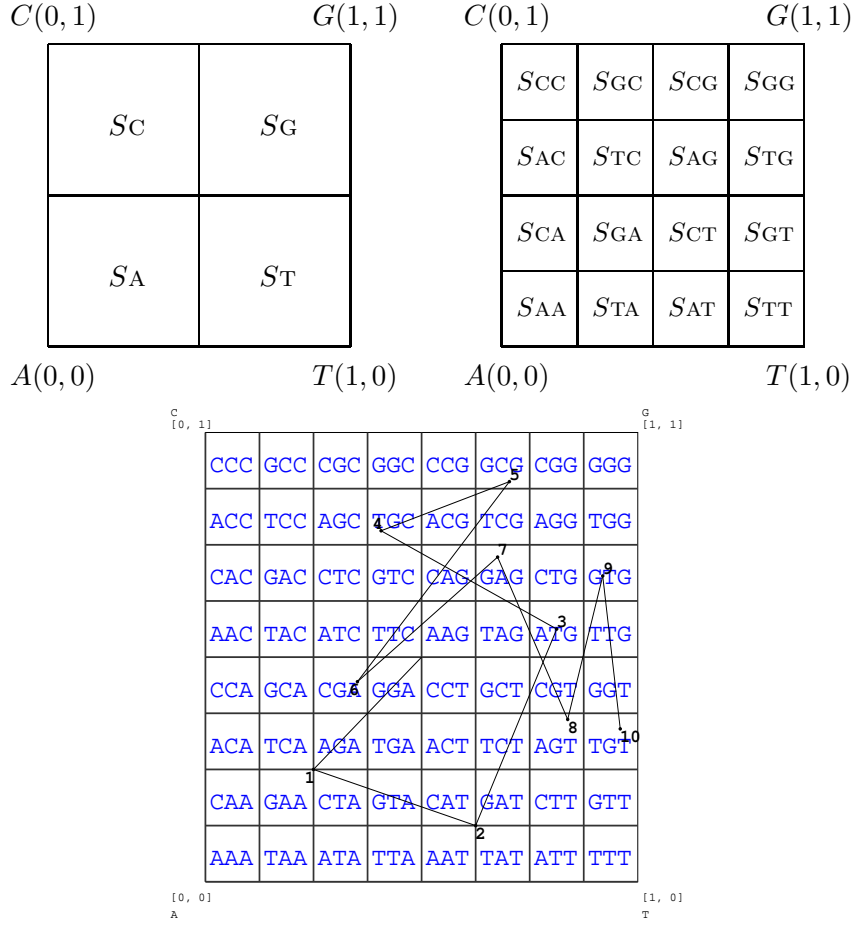 C(0, 1) G(1, 1) C(0, 1) G(1, 1)
SCC SGC SCG SGG
SC SG
SAC STC SAG STG
SCA SGA SCT SGT
SA ST
SAA STA SAT STT
A(0, 0) T(1, 0) A(0, 0) T(1, 0)
C G
[0, 1] [1, 1]
CCC GCC CGC GGC CCG GCG CGG GGG
5
ACC TCC AGC TGC ACG TCG AGG TGG
4
7
CAC GAC CTC GTC CAG GAG CTG GTG
9
3
AAC TAC ATC TTC AAG TAG ATG TTG
CCA GCA CGA GGA CCT GCT CGT GGT
6
8
10
ACA TCA AGA TGA ACT TCT AGT TGT
1
CAA GAA CTA GTA CAT GAT CTT GTT
2
AAA TAA ATA TTA AAT TAT ATT TTT
[0, 0] [1, 0]
A T